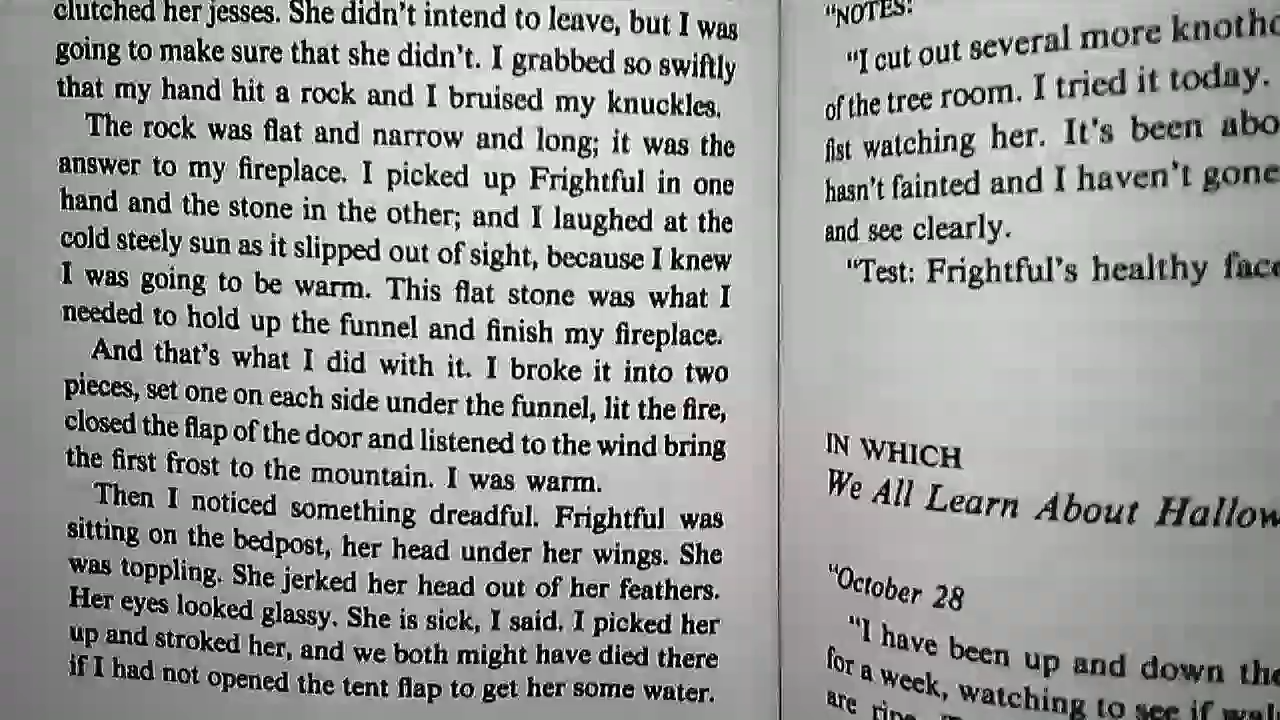 clutched her jesses. She didn't intend to leave, but I was
going to make sure that she didn't. I grabbed so swiftly
that my hand hit a rock and I bruised my knuckles.
The rock was flat and narrow and long; it was the
answer to my fireplace. I picked up Frightful in one
hand and the stone in the other; and I laughed at the
cold steely sun as it slipped out of sight, because I knew
I was going to be warm. This flat stone was what I
needed to hold up the funnel and finish my fireplace.
And that's what I did with it. I broke it into two
pieces, set one on each side under the funnel, lit the fire,
closed the flap of the door and listened to the wind bring
the first frost to the mountain. I was warm.
Then I noticed something dreadful. Frightful was
sitting on the bedpost, her head under her wings. She
was toppling. She jerked her head out of her feathers.
Her eyes looked glassy. She is sick, I said. I picked her
up and stroked her, and we both might have died there
if I had not opened the tent flap to get her some water.
"NOTES:
"I cut out several more
of the tree room. I tried it today.
fist watching her. It's been
hasn't fainted and I haven't gone
and see clearly.
"Test: Frightful's healthy
IN WHICH
We All Learn About
"October 28
"I have been up and down
for a week, watching to see if
are